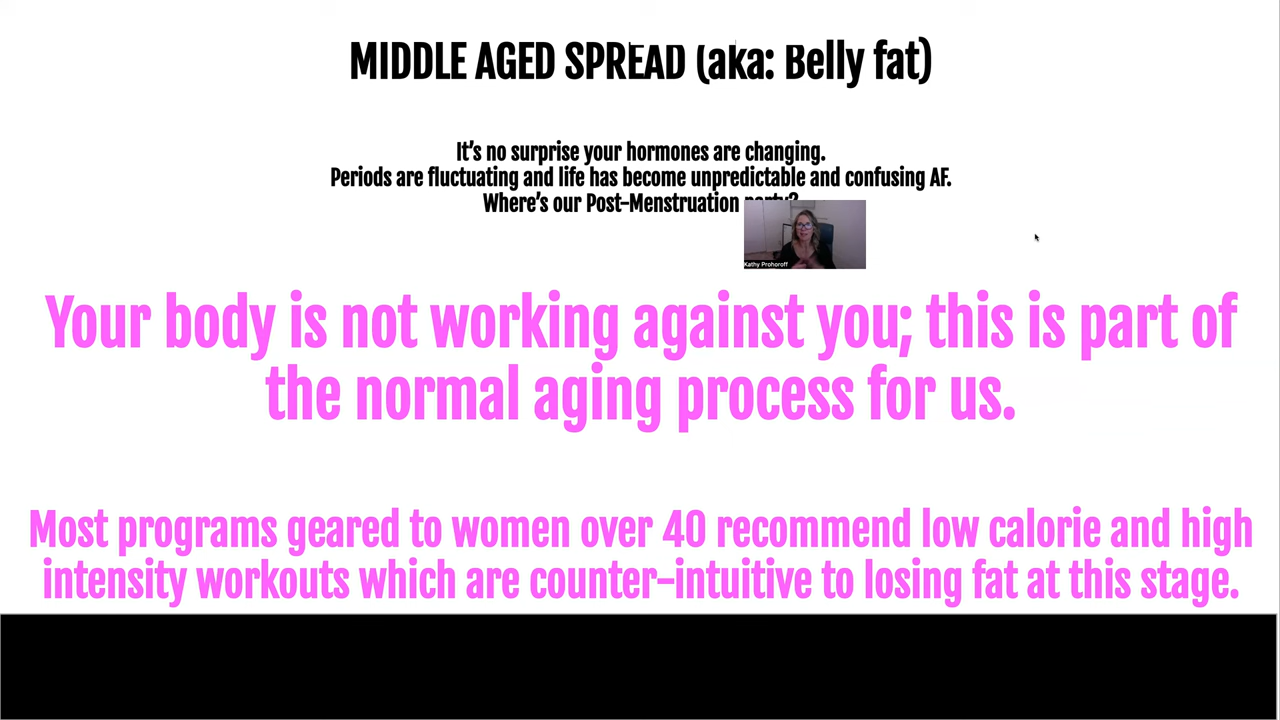 MIDDLE AGED SPREAD (aka: Belly fat)
It's no surprise your hormones are changing.
Periods are fluctuating and life has become unpredictable and confusing AF.
Where's our Post-Menstruation party?
Kathy Prohoroff
Your body is not working against you; this is part of
the normal aging process for us.
Most programs geared to women over 40 recommend low calorie and high
intensity workouts which are counter-intuitive to losing fat at this stage.